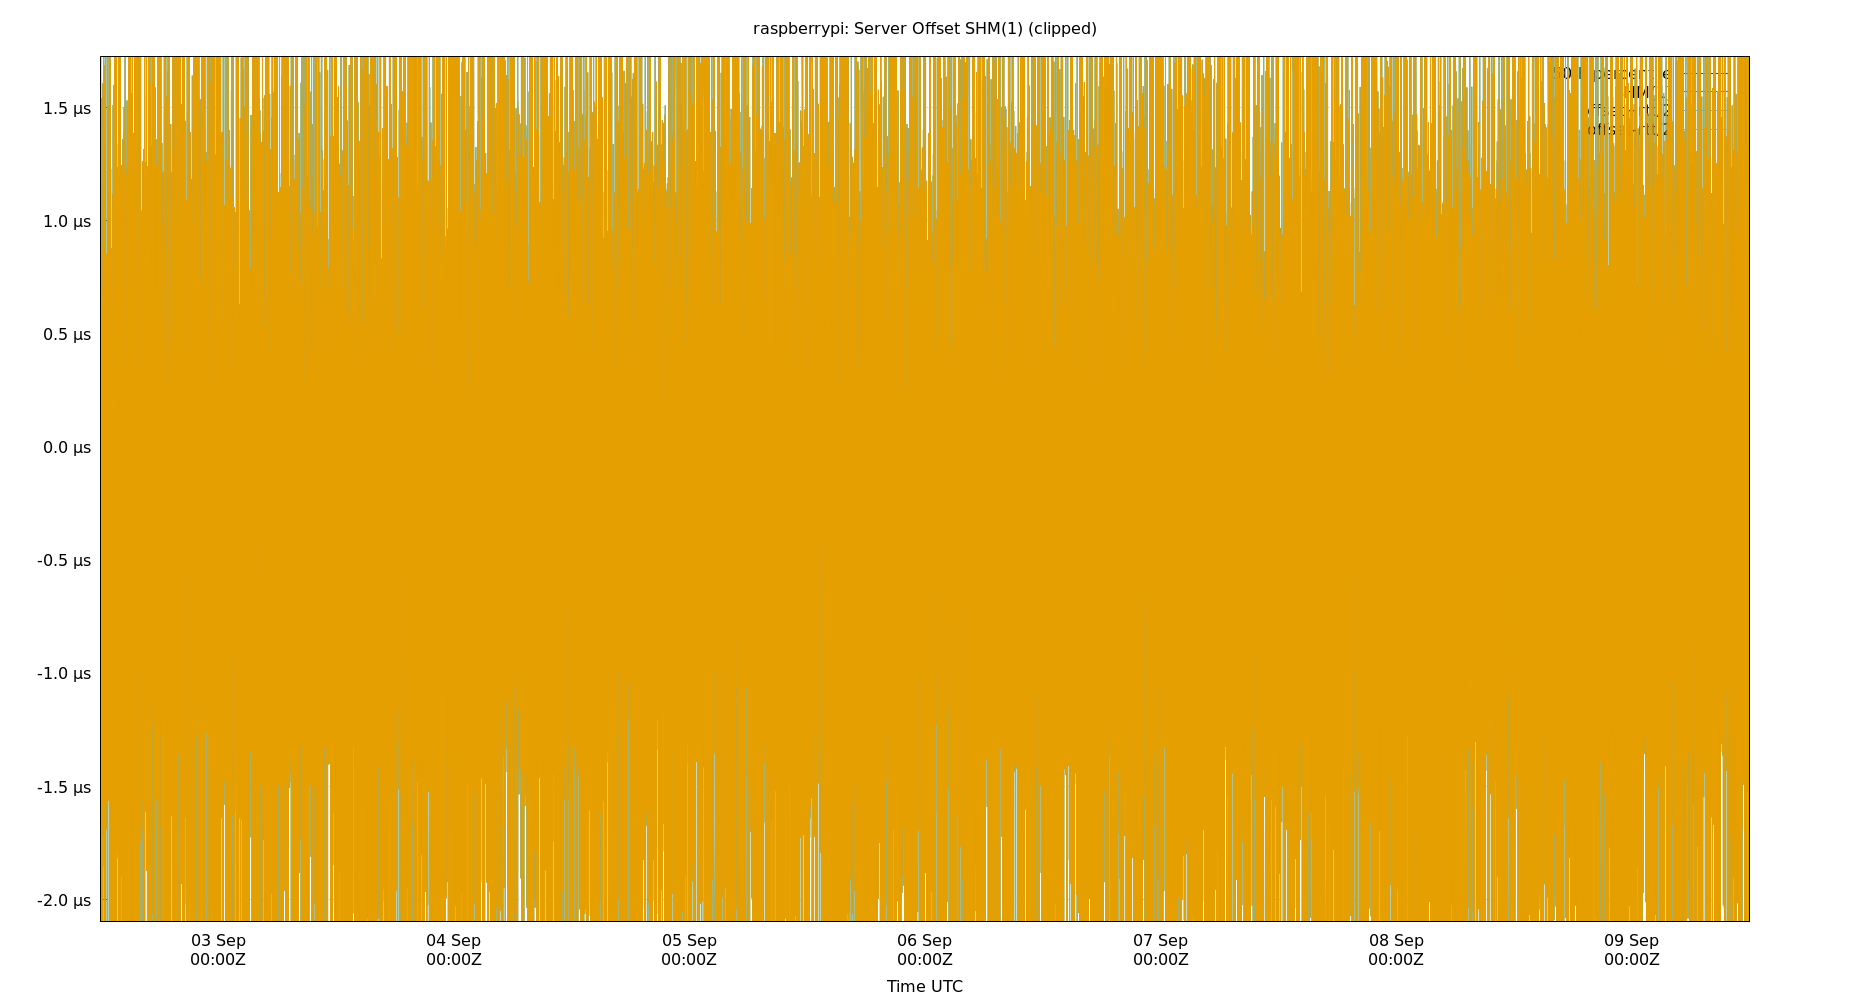 raspberrypi: Server Offset SHM(1) (clipped)
1.5 µs
1.0 µs
0.5 µs
0.0 µs
-0.5 µs
-1.0 µs
-1.5 µs
-2.0 µs
03 Sep 04 Sep 05 Sep 06 Sep 07 Sep 08 Sep 09 Sep
00:00Z 00:00Z 00:00Z 00:00Z 00:00Z 00:00Z 00:00Z
Time UTC